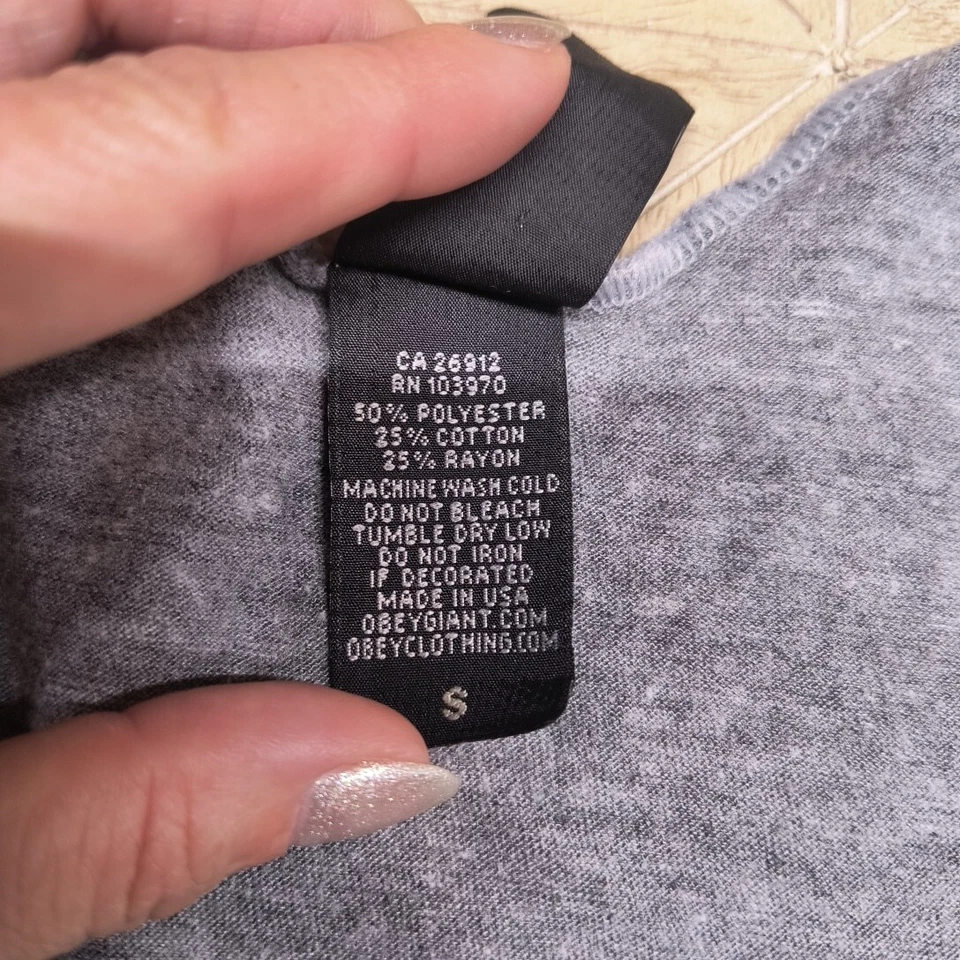 CA 26912
RN 103970
50% POLYESTER
25% COTTON
25% RAYON
MACHINE WASH COLD
DO NOT BLEACH
TUMBLE DRY LOW
DO NOT IRON
IF DECORATED
MADE IN USA
OBEYGIANT.COM
OBEYCLOTHING.COM
S